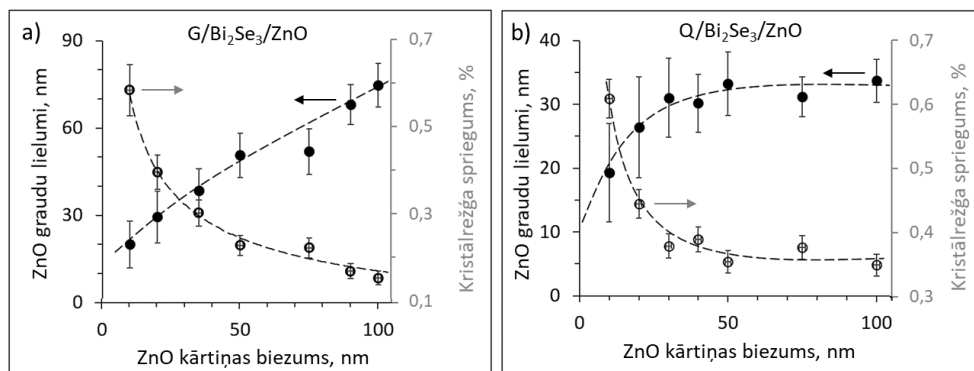 a)
G/Bi₂Se₃/ZnO
ZnO graudu lielumi, nm
90
60
30
0
0,7
0,5
0,3
0,1
Kristālrežģa spriegums, %
0 50 100
ZnO kārtiņas biezums, nm
b)
Q/Bi₂Se₃/ZnO
ZnO graudu lielumi, nm
40
30
20
10
0
0,7
0,6
0,5
0,4
0,3
Kristālrežģa spriegums, %
0 50 100
ZnO kārtiņas biezums, nm